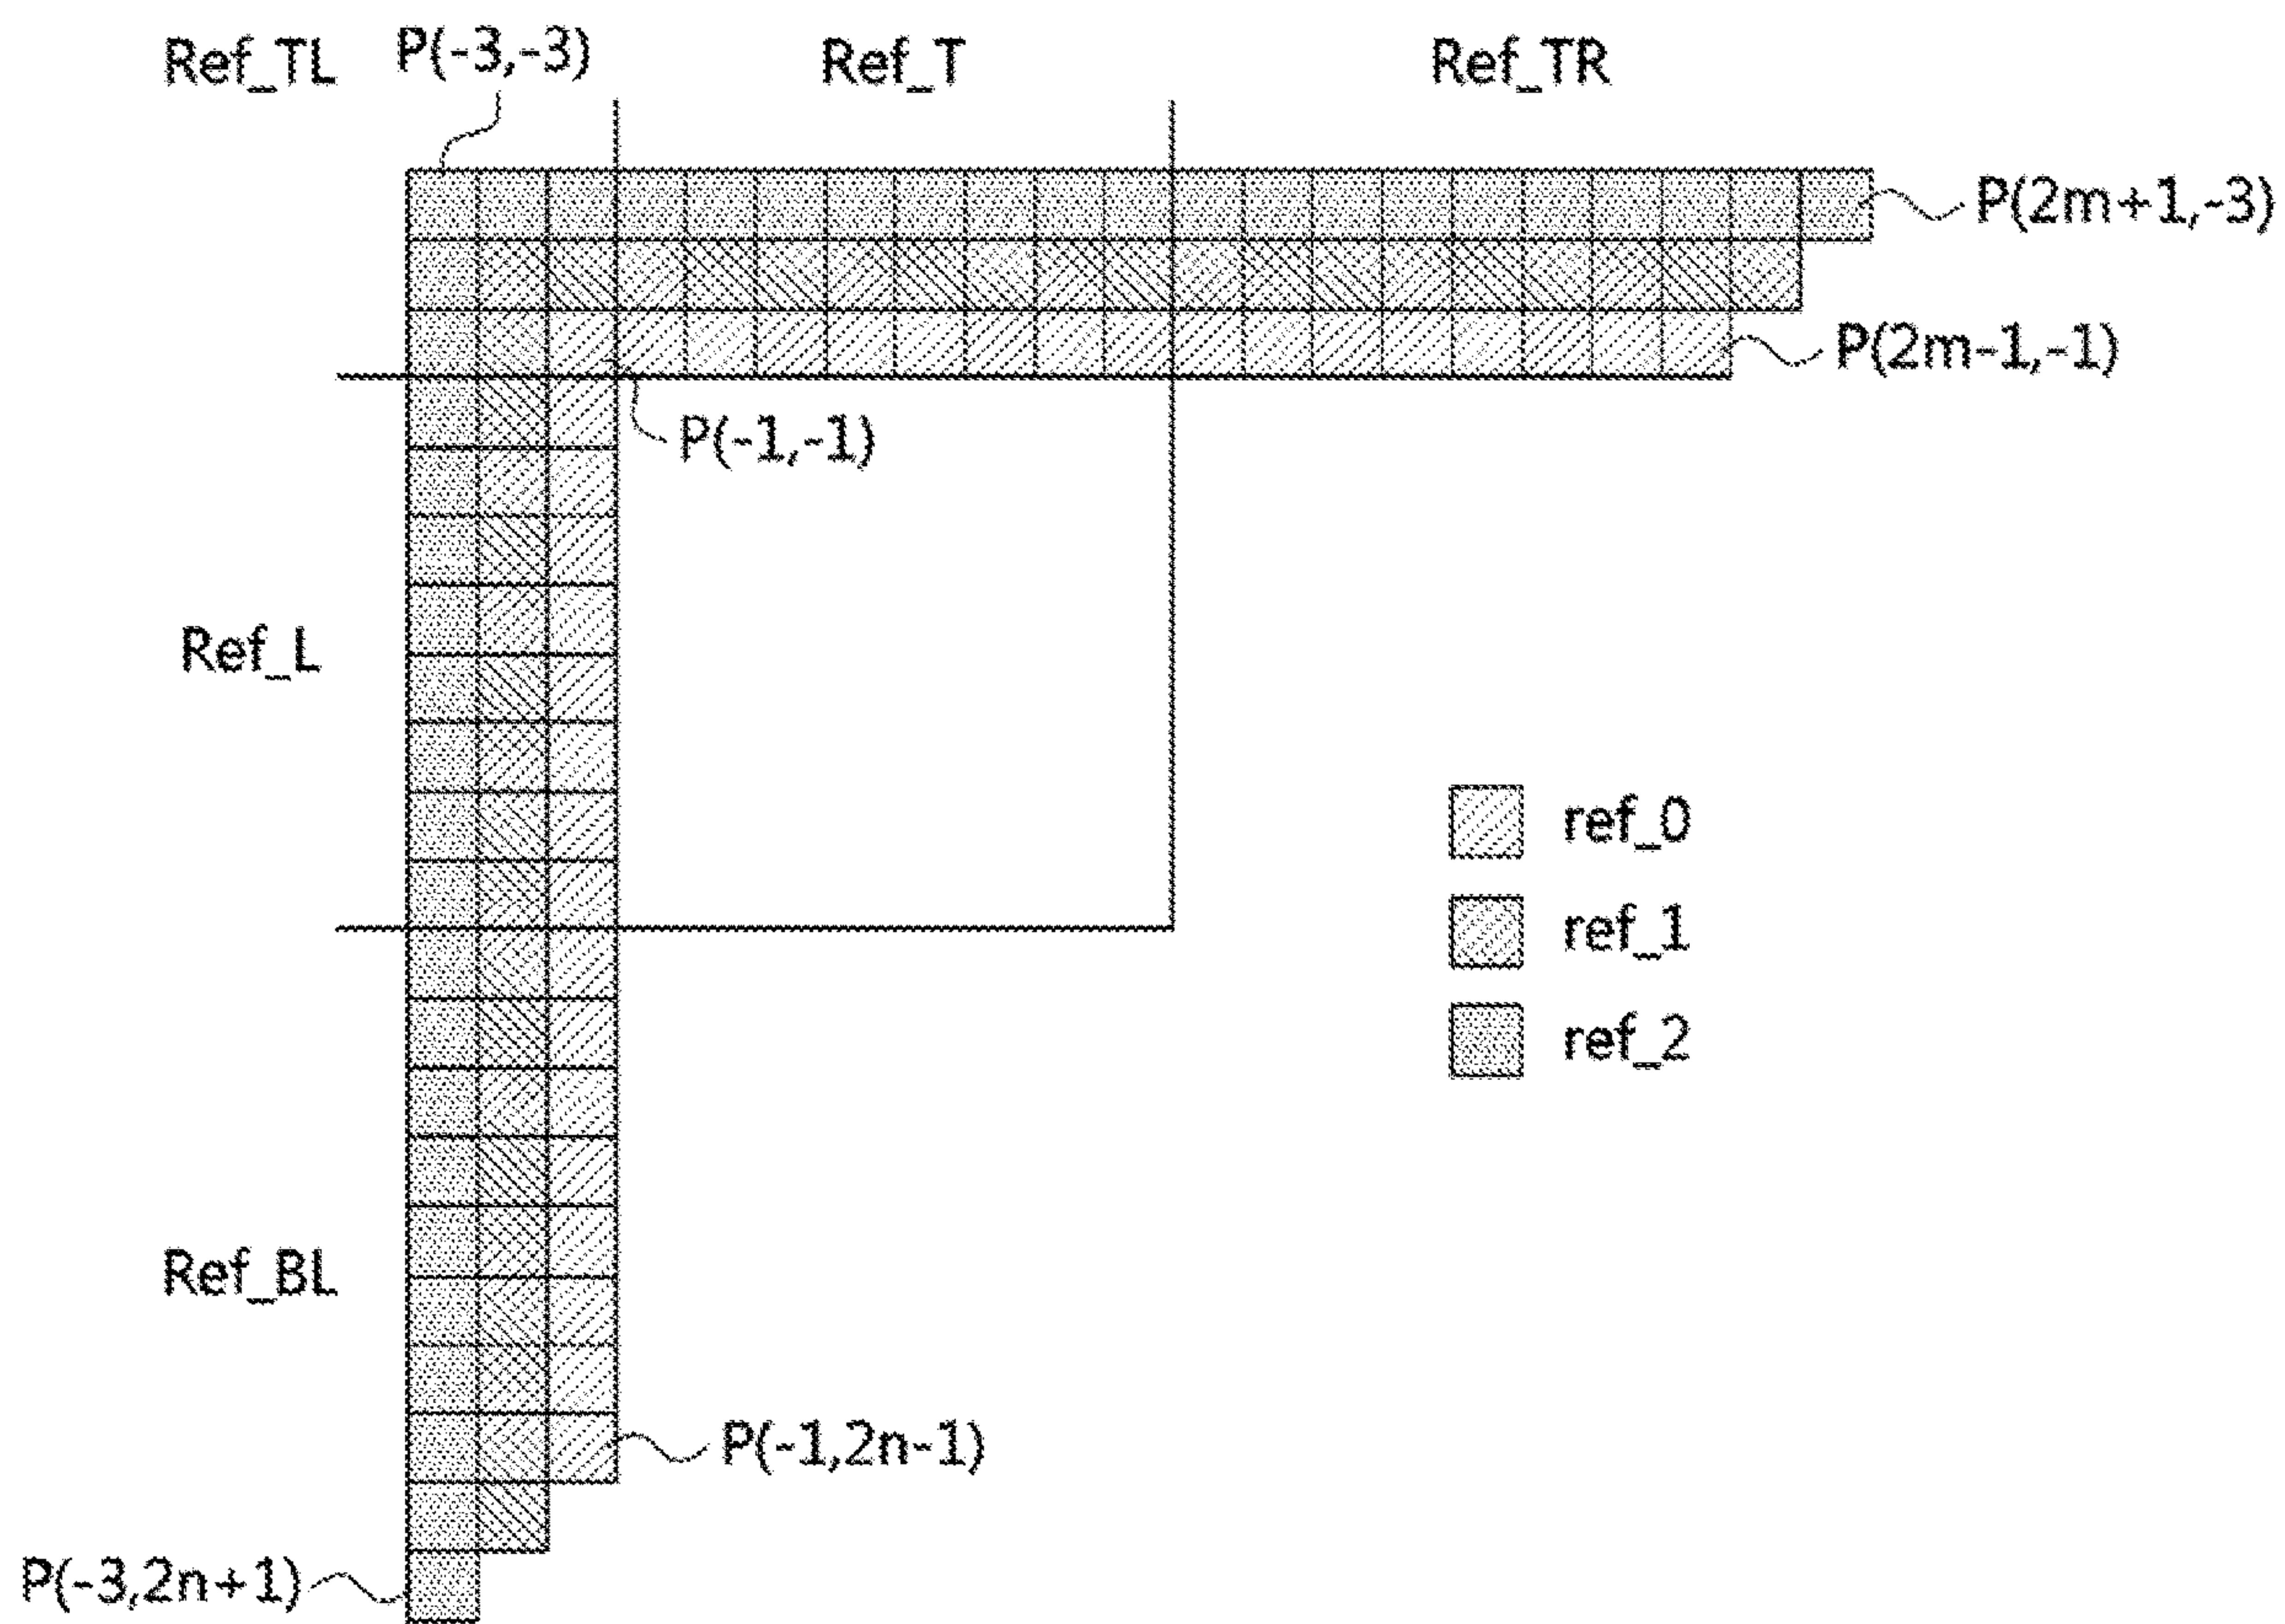 Ref_TL
P(-3,-3)
Ref_T
Ref_TR
P(2m+1,-3)
P(2m-1,-1)
P(-1,-1)
Ref_L
ref_0
ref_1
ref_2
Ref_BL
P(-1,2n-1)
P(-3,2n+1)